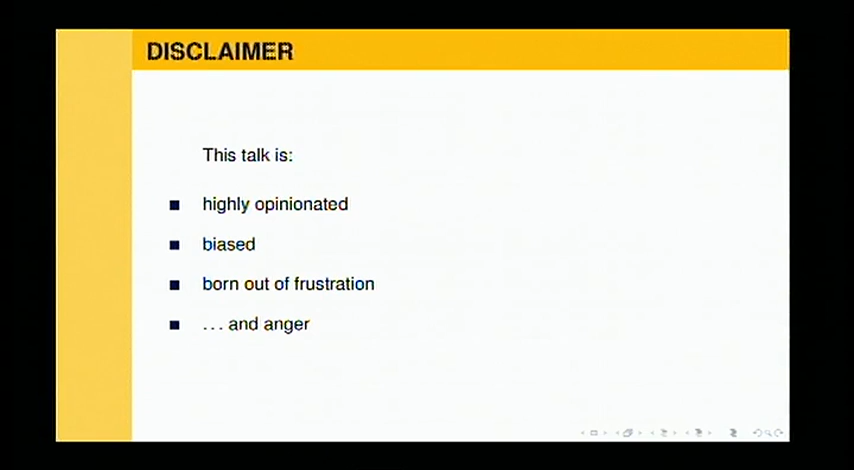 DISCLAIMER
This talk is:
highly opinionated
biased
born out of frustration
. . . and anger